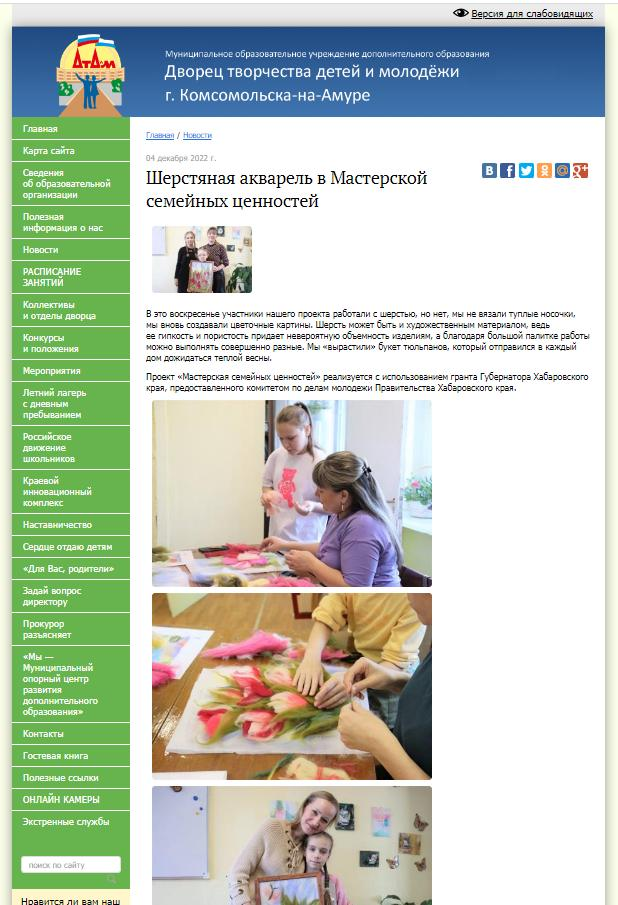 Версия для слабовидящих
АТДМ
Муниципальное образовательное учреждение дополнительного образования
Дворец творчества детей и молодёжи
г. Комсомольска-на-Амуре
Главная
Карта сайта
Сведения
об образовательной
организации
Полезная
информация о нас
Новости
РАСПИСАНИЕ
ЗАНЯТИЙ
Коллективы
и отделы дворца
Конкурсы
и положения
Мероприятия
Летний лагерь
с дневным
пребыванием
Российское
движение
школьников
Краевой
инновационный
комплекс
Наставничество
Сердце отдаю детям
«Для Вас, родители»
Задай вопрос
директору
Прокурор
разъясняет
«Мы —
Муниципальный
опорный центр
развития
дополнительного
образования»
Контакты
Гостевая книга
Полезные ссылки
ОНЛАЙН КАМЕРЫ
Экстренные службы
поиск по сайту
Нравится ли вам наш
Главная / Новости
04 декабря 2022 г.
Шерстяная акварель в Мастерской
семейных ценностей
В это воскресенье участники нашего проекта работали с шерстью, но нет, мы не вязали туплые носочки,
мы вновь создавали цветочные картины. Шерсть может быть и художественным материалом, ведь
ее гипкость и пористость придает невероятную объемность изделиям, а благодаря большой палитке работы
можно выполнять совершенно разные. Мы «вырастили» букет тюльпанов, который отправился в каждый
дом дожидаться теплой весны.
Проект «Мастерская семейных ценностей» реализуется с использованием гранта Губернатора Хабаровского
края, предоставленного комитетом по делам молодежи Правительства Хабаровского края.